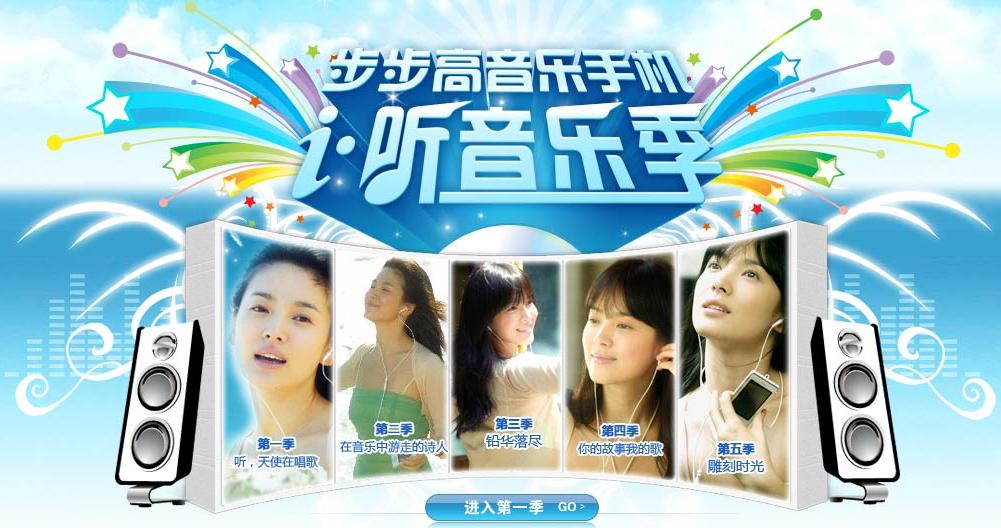 步步高音乐手机
i·听音乐季
第一季
听，天使在唱歌
第二季
在音乐中游走的诗人
第三季
铅华落尽
第四季
你的故事我的歌
第五季
雕刻时光
进入第一季 GO >